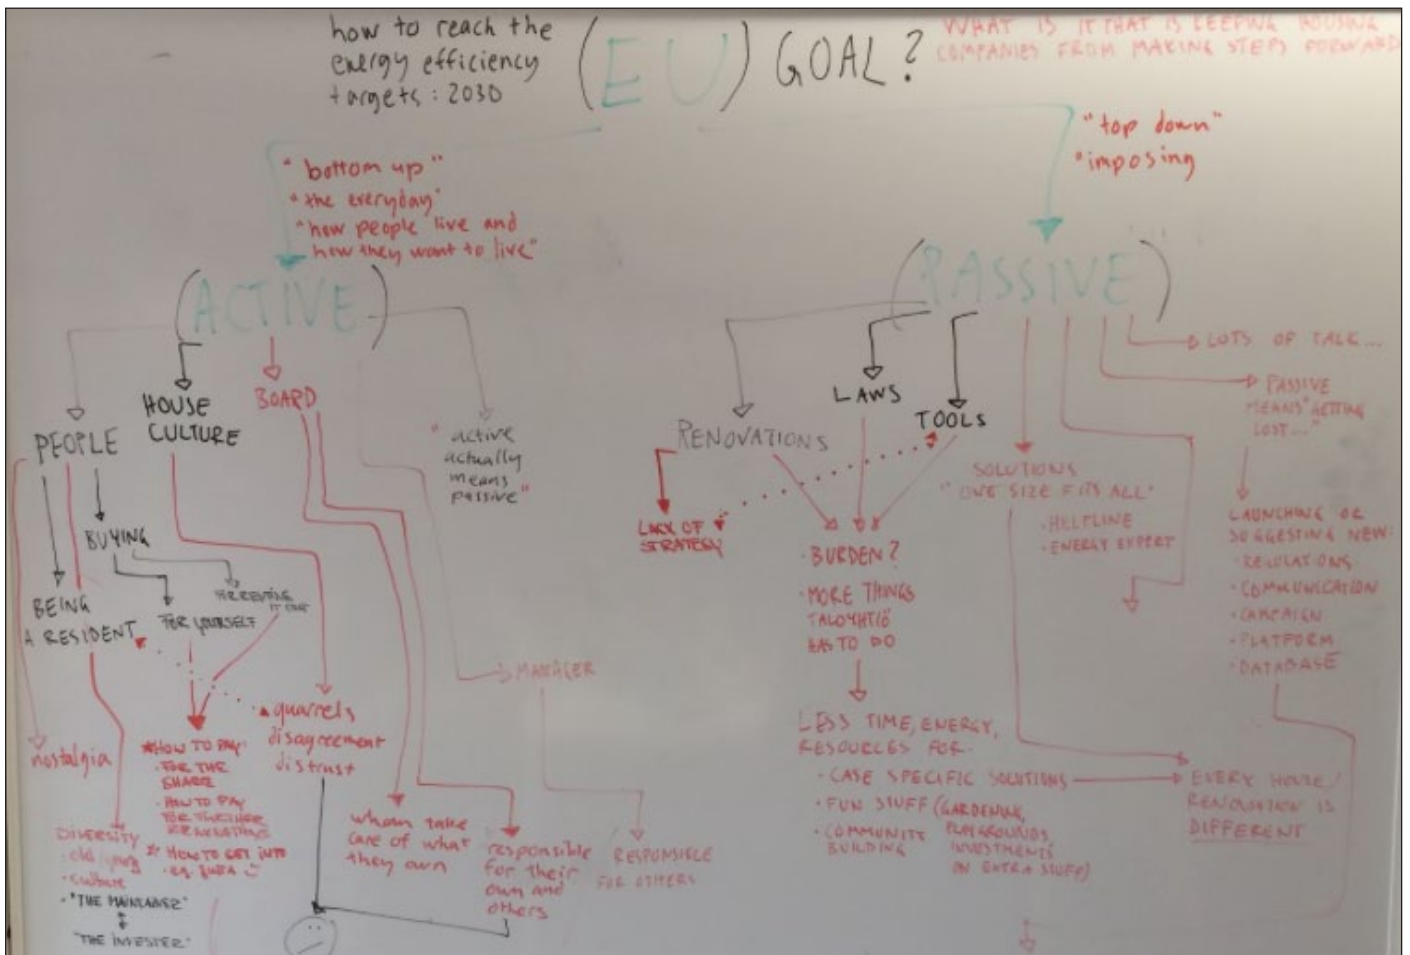 how to reach the
energy efficiency
targets: 2030
(EU) GOAL?
WHAT IS IT THAT IS KEEPING HOUSING
COMPANIES FROM MAKING STEPS FORWARD
"bottom up"
"the everyday"
"how people live and
how they want to live"
"top down"
"imposing
(ACTIVE)
(PASSIVE)
PEOPLE
HOUSE
CULTURE
BOARD
"active
actually
means
passive"
BUYING
BEING
A RESIDENT
FOR YOURSELF
FOR RENTING
IT OUT
MANAGER
nostalgia
DIVERSITY
· old/young
· culture
· "THE MAINTAINER"
"THE INVESTER"
*HOW TO PAY
· FOR THE
SHARE
· HOW TO PAY
FOR FURTHER
RENOVATIONS
* HOW TO GET INTO
quarrels
disagreement
distrust
whom take
care of what
they own
responsible
for their
own and
others
RESPONSIBLE
FOR OTHERS
RENOVATIONS
LAWS
TOOLS
LACK OF
STRATEGY
· BURDEN?
· MORE THINGS
TALOYHTIÖ
HAS TO DO
LESS TIME, ENERGY,
RESOURCES FOR:
· CASE SPECIFIC SOLUTIONS
· FUN STUFF (GARDENING,
PLAYGROUNDS
INVESTMENTS
ON EXTRA STUFF)
· COMMUNITY
BUILDING
SOLUTIONS
"ONE SIZE FITS ALL"
· HELPLINE
· ENERGY EXPERT
LOTS OF TALK...
PASSIVE
MEANS "GETTING
LOST..."
LAUNCHING OR
SUGGESTING NEW:
· REGULATIONS
· COMMUNICATION
· CAMPAIGN
· PLATFORM
· DATABASE
EVERY HOUSE/
RENOVATION IS
DIFFERENT